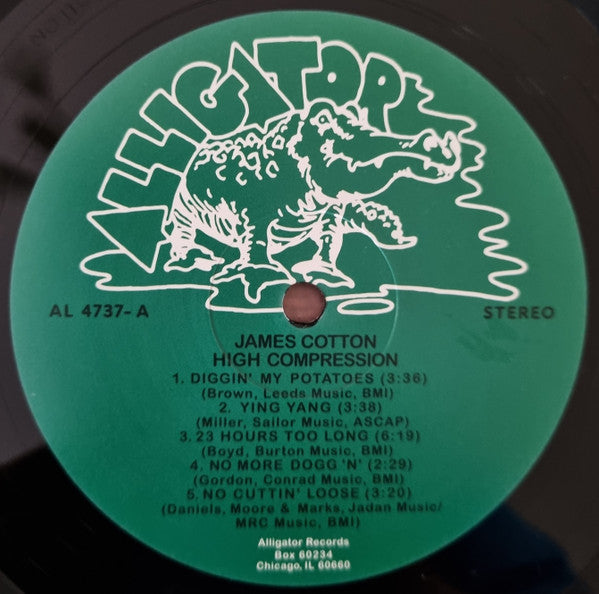 ALLIGATOR
AL 4737-A
STEREO
JAMES COTTON
HIGH COMPRESSION
1. DIGGIN' MY POTATOES (3:36)
(Brown, Leeds Music, BMI)
2. YING YANG (3:38)
(Miller, Sailor Music, ASCAP)
3. 23 HOURS TOO LONG (6:19)
(Boyd, Burton Music, BMI)
4. NO MORE DOGG 'N' (2:29)
(Gordon, Conrad Music, BMI)
5. NO CUTTIN' LOOSE (3:20)
(Daniels, Moore & Marks, Jadan Music/
MRC Music, BMI)
Alligator Records
Box 60234
Chicago, IL 60660